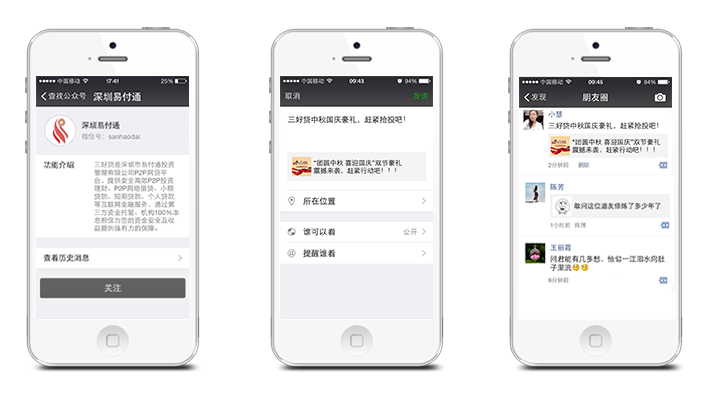 中国移动 17:41 25%
查找公众号 深圳易付通
深圳易付通
微信号：sanhaodai
功能介绍
三好贷是深圳市易付通投资
管理有限公司P2P网贷平
台，提供安全高效P2P投资
理财、P2P网络借贷、小额
贷款、短期贷款、个人贷款
等互联网金融服务，通过第
三方资金托管、机构100%本
息担保为您的资金安全及收
益提供强有力的保障。
查看历史消息
关注
中国移动 09:43 94%
取消 发送
三好贷中秋国庆豪礼，赶紧抢投吧！
“团圆中秋 喜迎国庆”双节豪礼
震撼来袭，赶紧行动吧！！！
所在位置
谁可以看 公开
提醒谁看
中国移动 09:46 94%
发现 朋友圈
小慧
三好贷中秋国庆豪礼，赶紧抢投吧！
“团圆中秋 喜迎国庆”双节豪礼
震撼来袭，赶紧行动吧！！！
2分钟前 删除
陈芳
敢问这位道友修炼了多少年了
1小时前 微博
王丽霞
问君能有几多愁，恰似一江泪水向肚
子里流
8分钟前